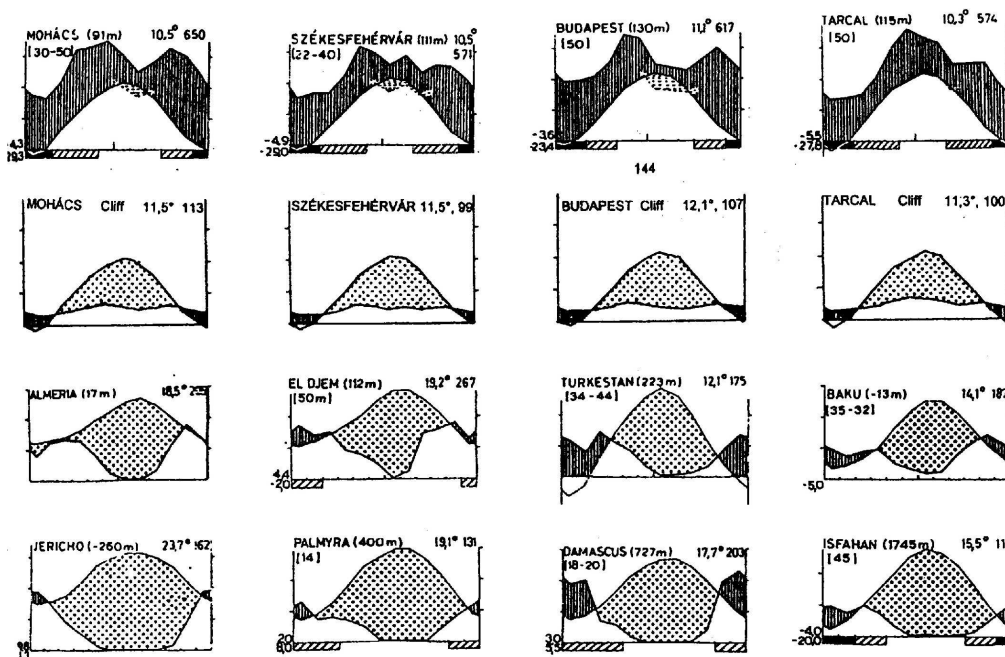 MOHÁCS (91m) 10,5° 650
[30-50]
-4,3
SZÉKESFEHÉRVÁR (111m) 10,5°
[22-40] 571
-4,9
-29,0
BUDAPEST (130m) 11,1° 617
[50]
-3,6
-23,4
TARCAL (115m) 10,3° 574
[50]
-5,5
-27,8
144
MOHÁCS Cliff 11,5° 113
SZÉKESFEHÉRVÁR 11,5°, 99
BUDAPEST Cliff 12,1°, 107
TARCAL Cliff 11,3°, 100
ALMERIA (17m) 18,5°
EL DJEM (112m) 19,2° 267
[50m]
4,4
-2,0
TURKESTAN (223m) 12,1° 175
[34-44]
BAKU (-13m) 14,1°
[35-32]
-5,0
JERICHO (-260m) 23,7°
PALMYRA (400m) 19,1° 131
[14]
DAMASCUS (727m) 17,7° 203
[18-20]
ISFAHAN (1745m) 15,5°
[45]
-4,0
-20,0